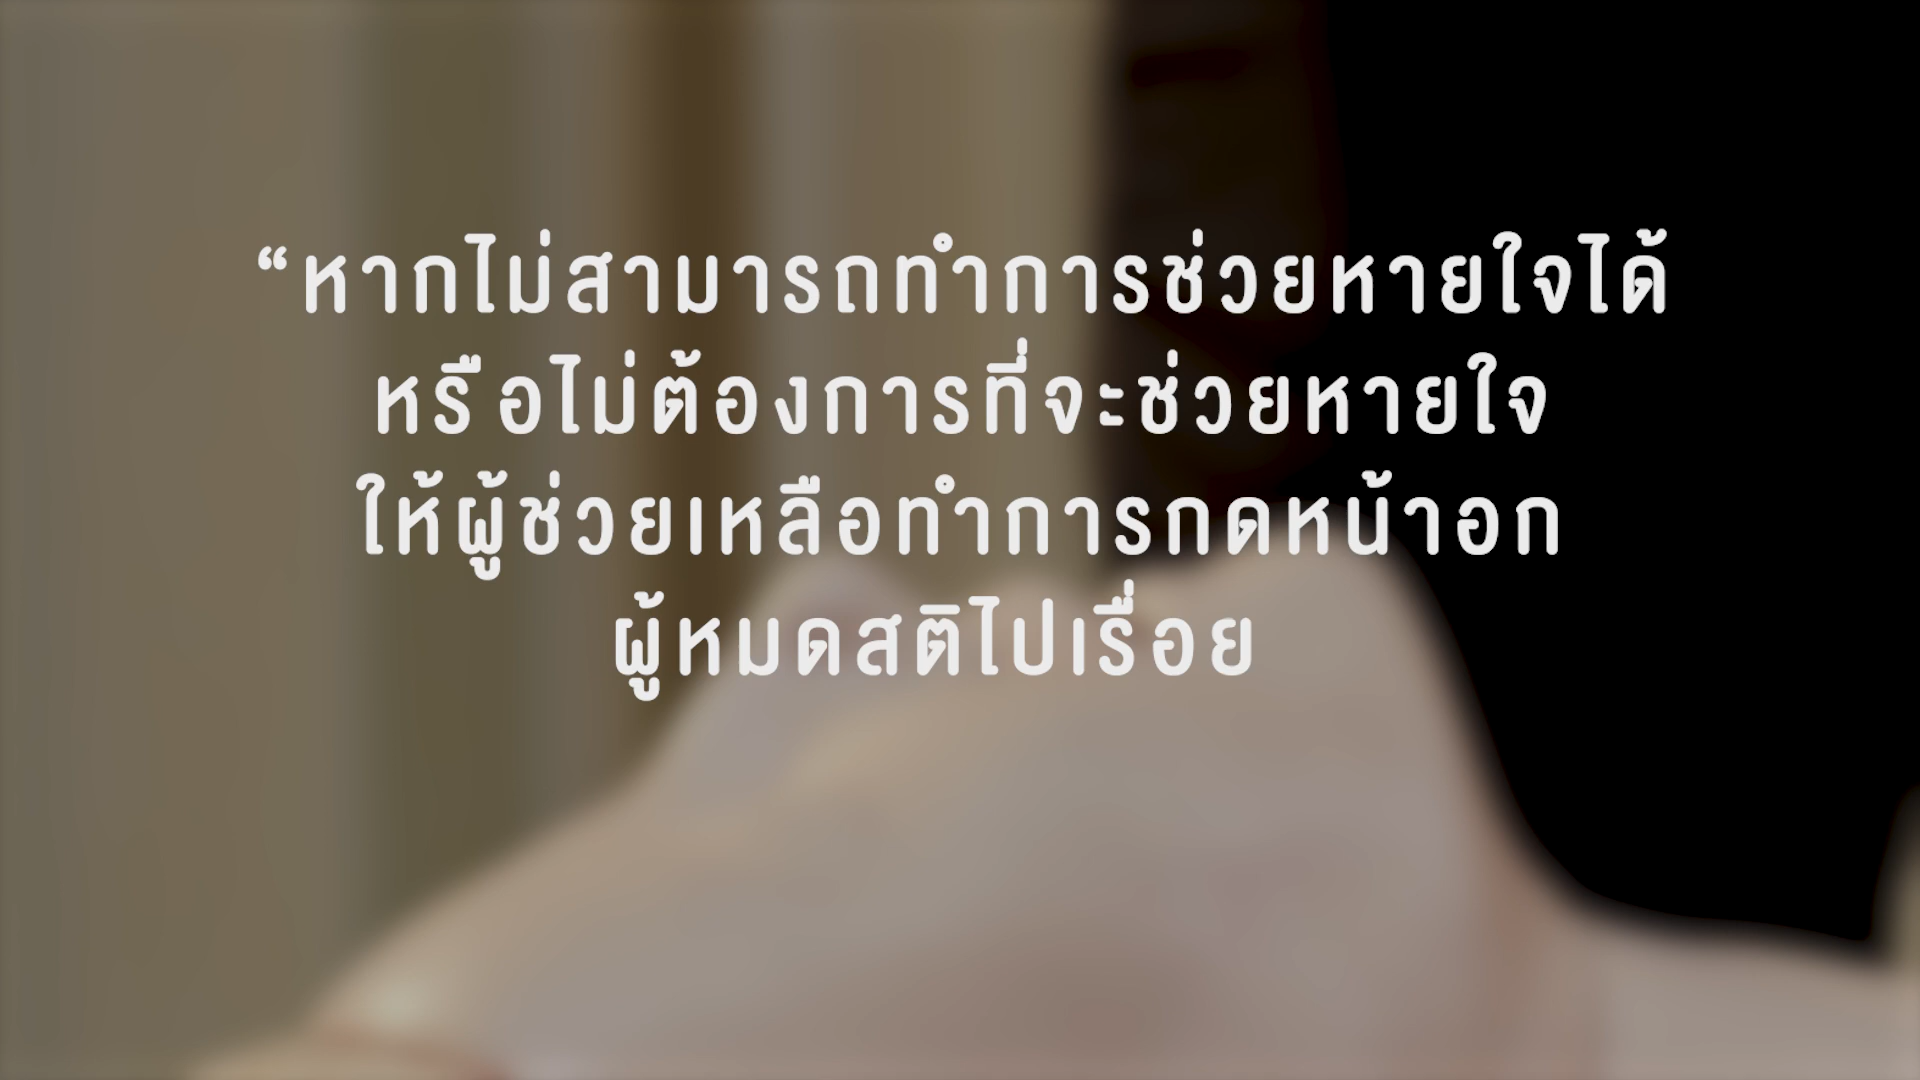 “หากไม่สามารถทำการช่วยหายใจได้
หรือไม่ต้องการที่จะช่วยหายใจ
ให้ผู้ช่วยเหลือทำการกดหน้าอก
ผู้หมดสติไปเรื่อย